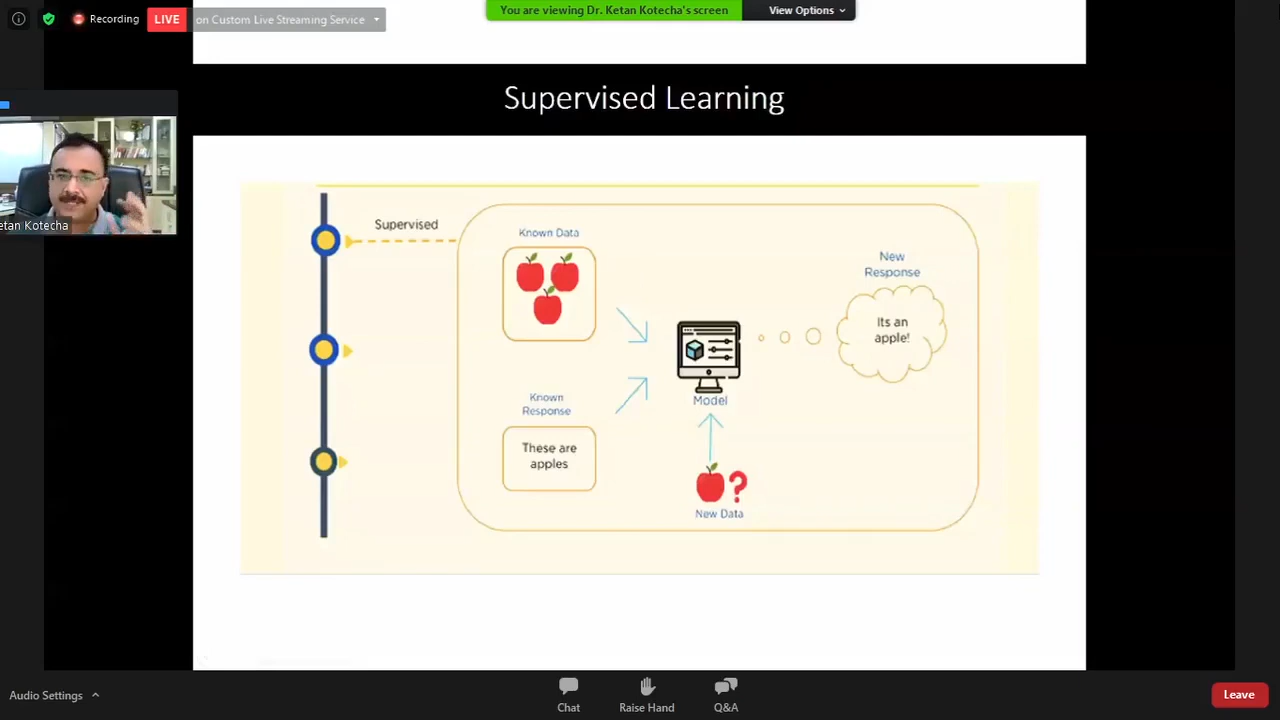 Recording
LIVE
on Custom Live Streaming Service
You are viewing Dr. Ketan Kotecha's screen
View Options
Supervised Learning
etan Kotecha
Supervised
Known Data
New
Response
Its an
apple!
Model
Known
Response
These are
apples
?
New Data
Audio Settings
Chat
Raise Hand
Q&A
Leave